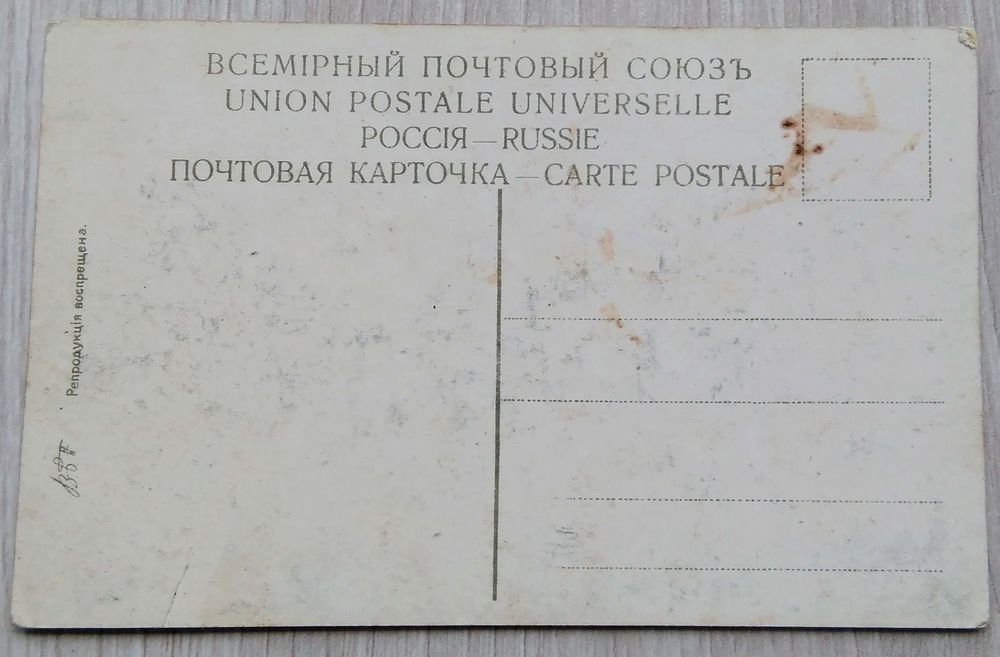 ВСЕМІРНЫЙ ПОЧТОВЫЙ СОЮЗЪ
UNION POSTALE UNIVERSELLE
РОССІЯ — RUSSIE
ПОЧТОВАЯ КАРТОЧКА — CARTE POSTALE
Репродукція воспрещена.